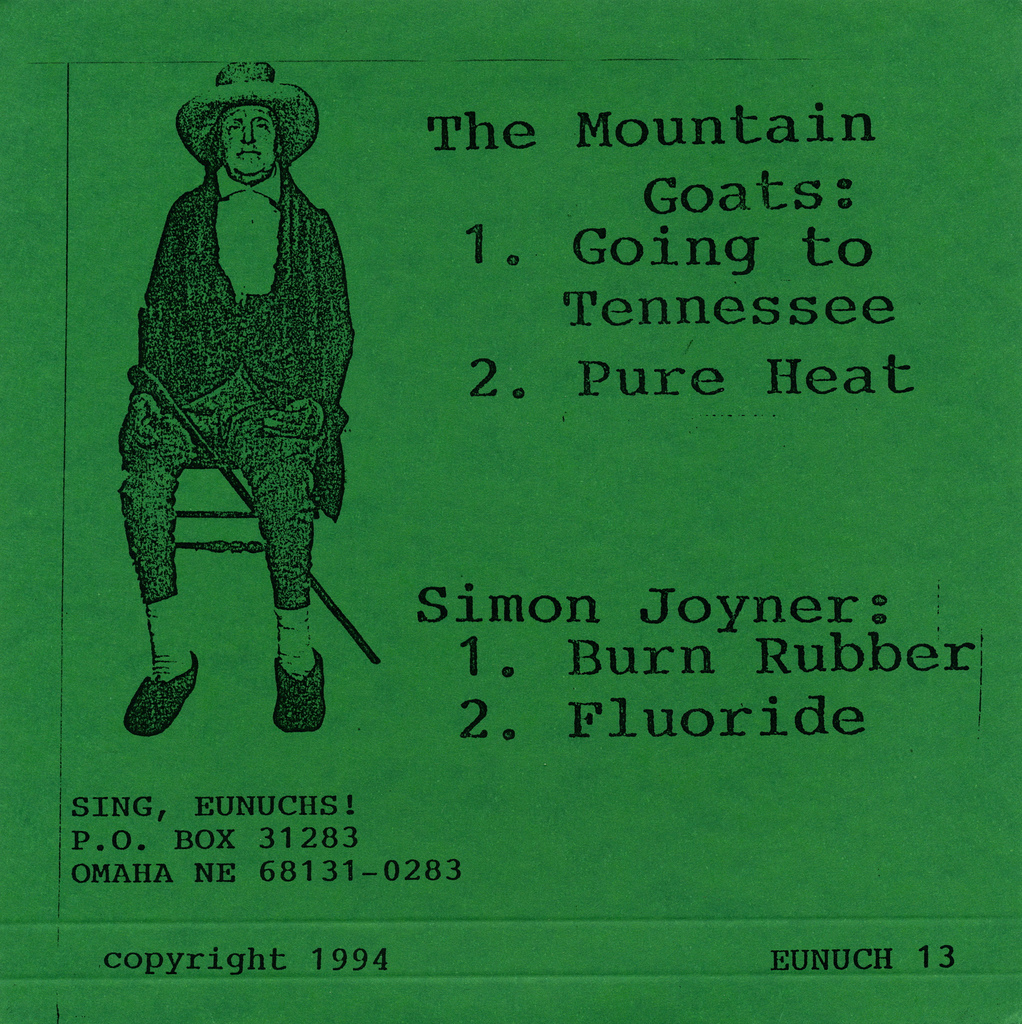 The Mountain
Goats:
1. Going to
Tennessee
2. Pure Heat
Simon Joyner:
1. Burn Rubber
2. Fluoride
SING, EUNUCHS!
P.O. BOX 31283
OMAHA NE 68131-0283
copyright 1994
EUNUCH 13